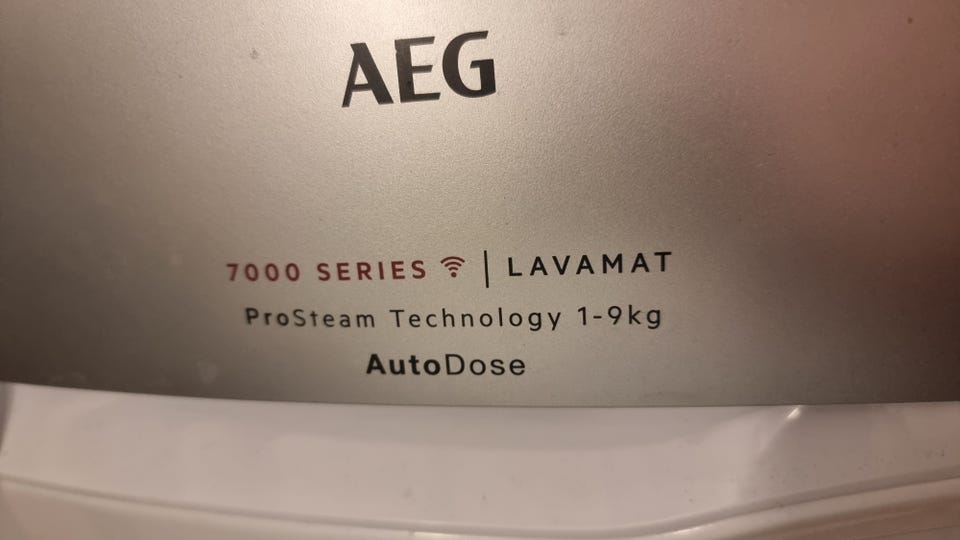 AEG
7000 SERIES | LAVAMAT
ProSteam Technology 1-9kg
AutoDose